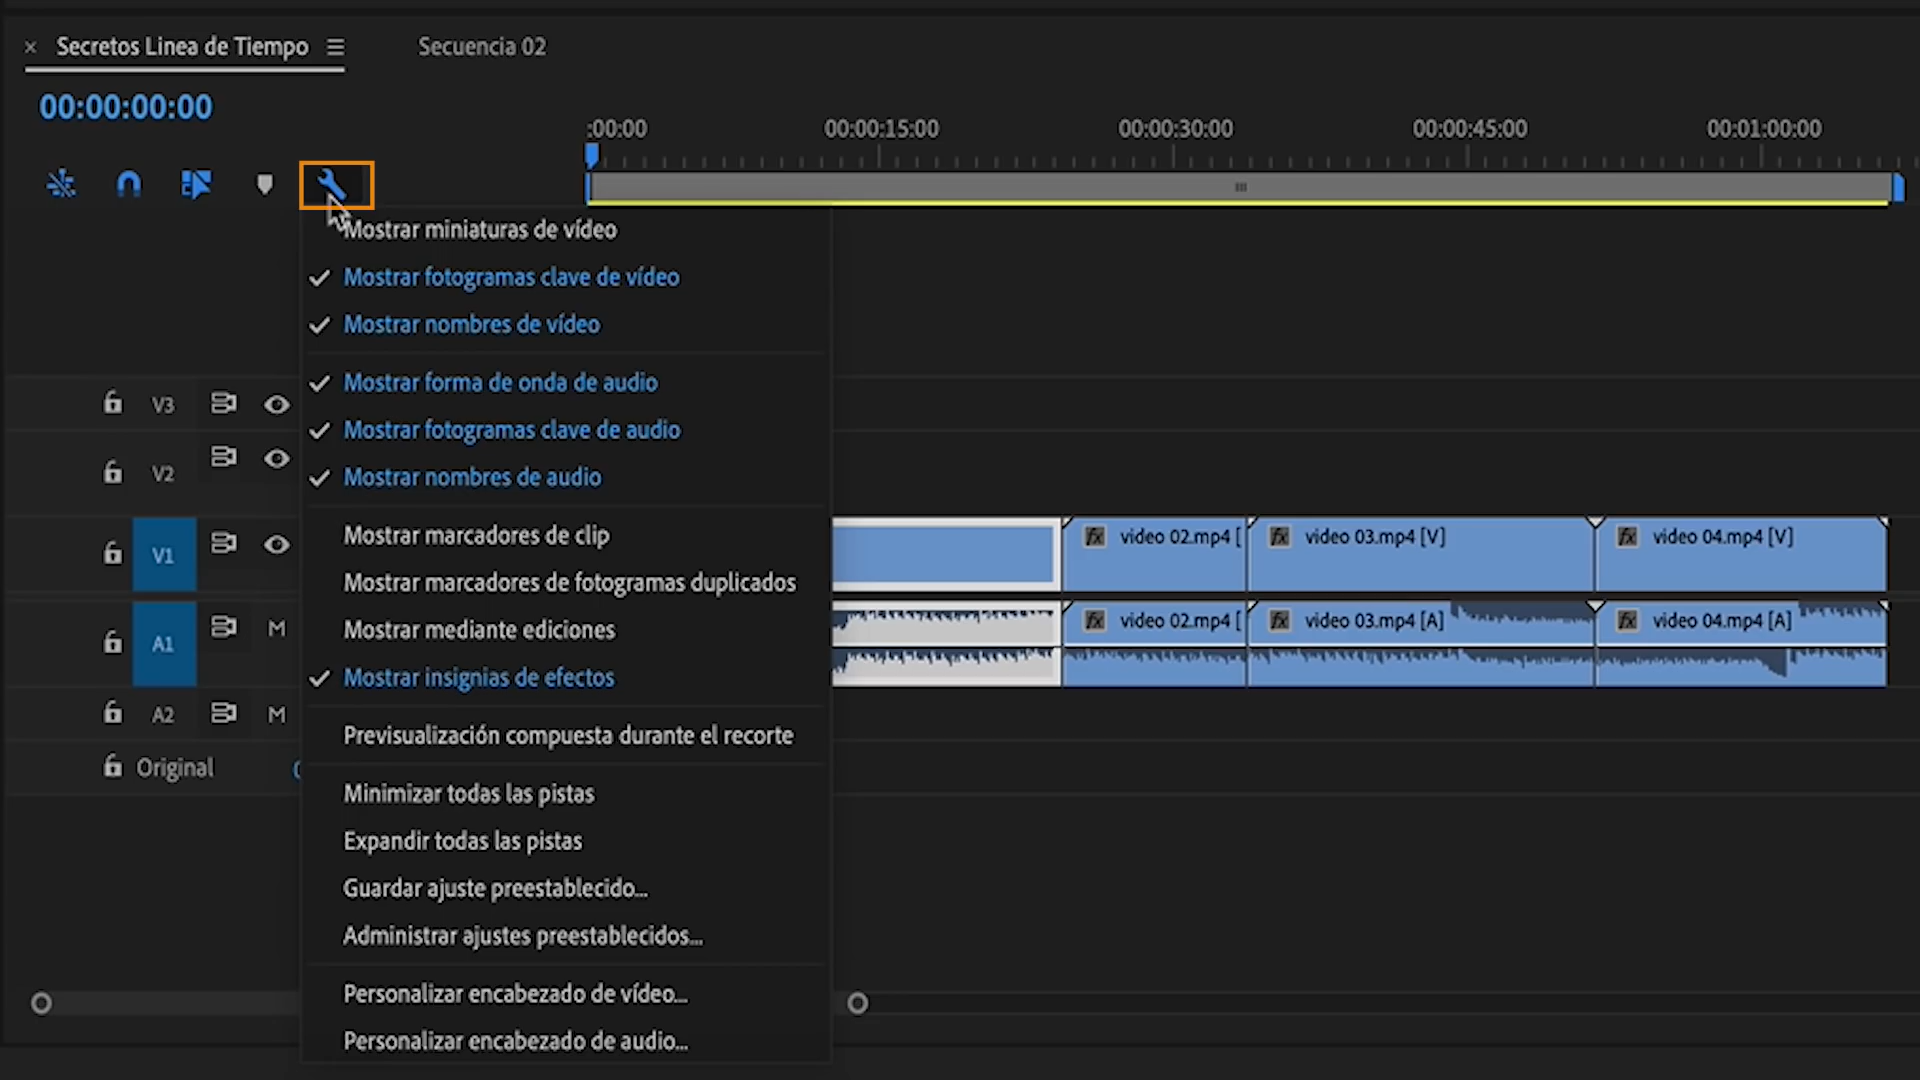 × Secretos Linea de Tiempo
Secuencia 02
00:00:00:00
:00:00
00:00:15:00
00:00:30:00
00:00:45:00
00:01:00:00
Mostrar miniaturas de vídeo
Mostrar fotogramas clave de vídeo
Mostrar nombres de vídeo
Mostrar forma de onda de audio
Mostrar fotogramas clave de audio
Mostrar nombres de audio
Mostrar marcadores de clip
Mostrar marcadores de fotogramas duplicados
Mostrar mediante ediciones
Mostrar insignias de efectos
Previsualización compuesta durante el recorte
Minimizar todas las pistas
Expandir todas las pistas
Guardar ajuste preestablecido...
Administrar ajustes preestablecidos...
Personalizar encabezado de vídeo...
Personalizar encabezado de audio...
V3
V2
V1
A1 M
A2 M
Original
fx video 02.mp4 [
fx video 03.mp4 [V]
fx video 04.mp4 [V]
fx video 02.mp4 [
fx video 03.mp4 [A]
fx video 04.mp4 [A]